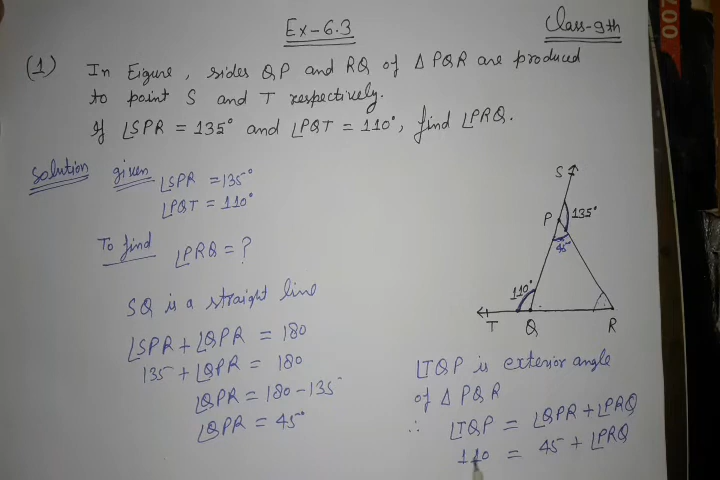 Ex-6.3
Class-9th
007
(1) In Eigure, sides QP and RQ of Δ PQR are produced
to point S and T respectively.
If ∠SPR = 135° and ∠PQT = 110°, find ∠PRQ.
Solution given ∠SPR = 135°
∠PQT = 110°
To find ∠PRQ = ?
SQ is a straight line
∠SPR + ∠QPR = 180
135 + ∠QPR = 180
∠QPR = 180 - 135
∠QPR = 45°
S
P
135°
45
110°
T
Q
R
∠TQP is exterior angle
of Δ PQR
∴ ∠TQP = ∠QPR + ∠PRQ
110 = 45 + ∠PRQ